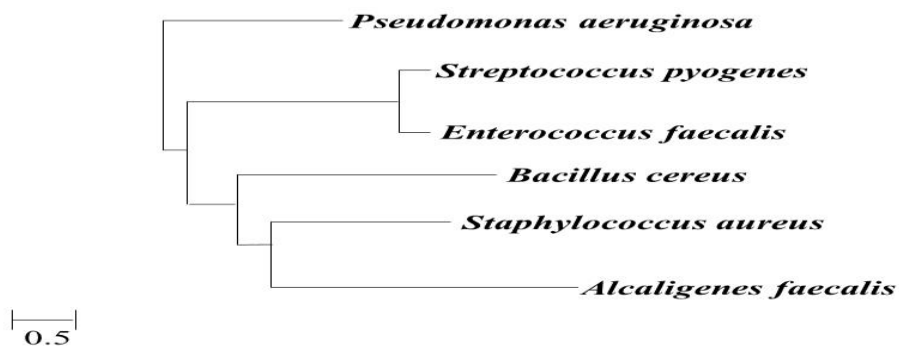 Pseudomonas aeruginosa
Streptococcus pyogenes
Enterococcus faecalis
Bacillus cereus
Staphylococcus aureus
Alcaligenes faecalis
0.5